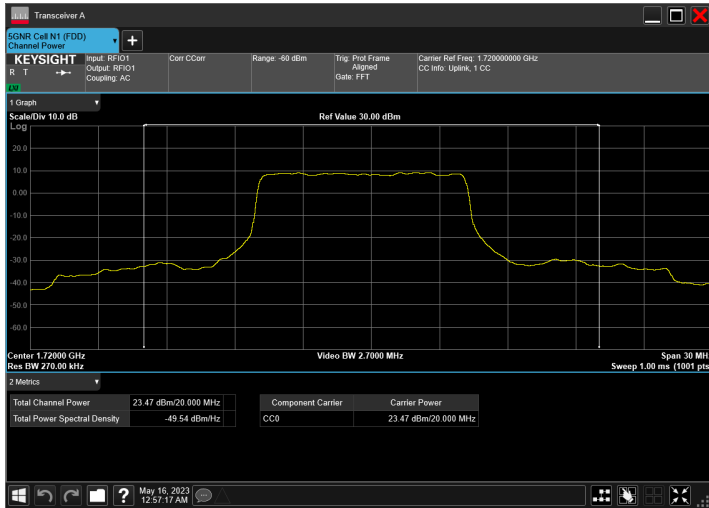 Transceiver A
5GNR Cell N1 (FDD)
Channel Power
+
KEYSIGHT
R T
LXI
Input: RFIO1
Output: RFIO1
Coupling: AC
Corr CCorr
Range: -60 dBm
Trig: Prot Frame
Aligned
Gate: FFT
Carrier Ref Freq: 1.720000000 GHz
CC Info: Uplink, 1 CC
1 Graph
Scale/Div 10.0 dB
Ref Value 30.00 dBm
Log
20.0
10.0
0.00
-10.0
-20.0
-30.0
-40.0
-50.0
-60.0
Center 1.72000 GHz
Video BW 2.7000 MHz
Span 30 MH
Res BW 270.00 kHz
Sweep 1.00 ms (1001 pts
2 Metrics
Total Channel Power 23.47 dBm/20.000 MHz
Total Power Spectral Density -49.54 dBm/Hz
Component Carrier Carrier Power
CC0 23.47 dBm/20.000 MHz
?
May 16, 2023
12:57:17 AM